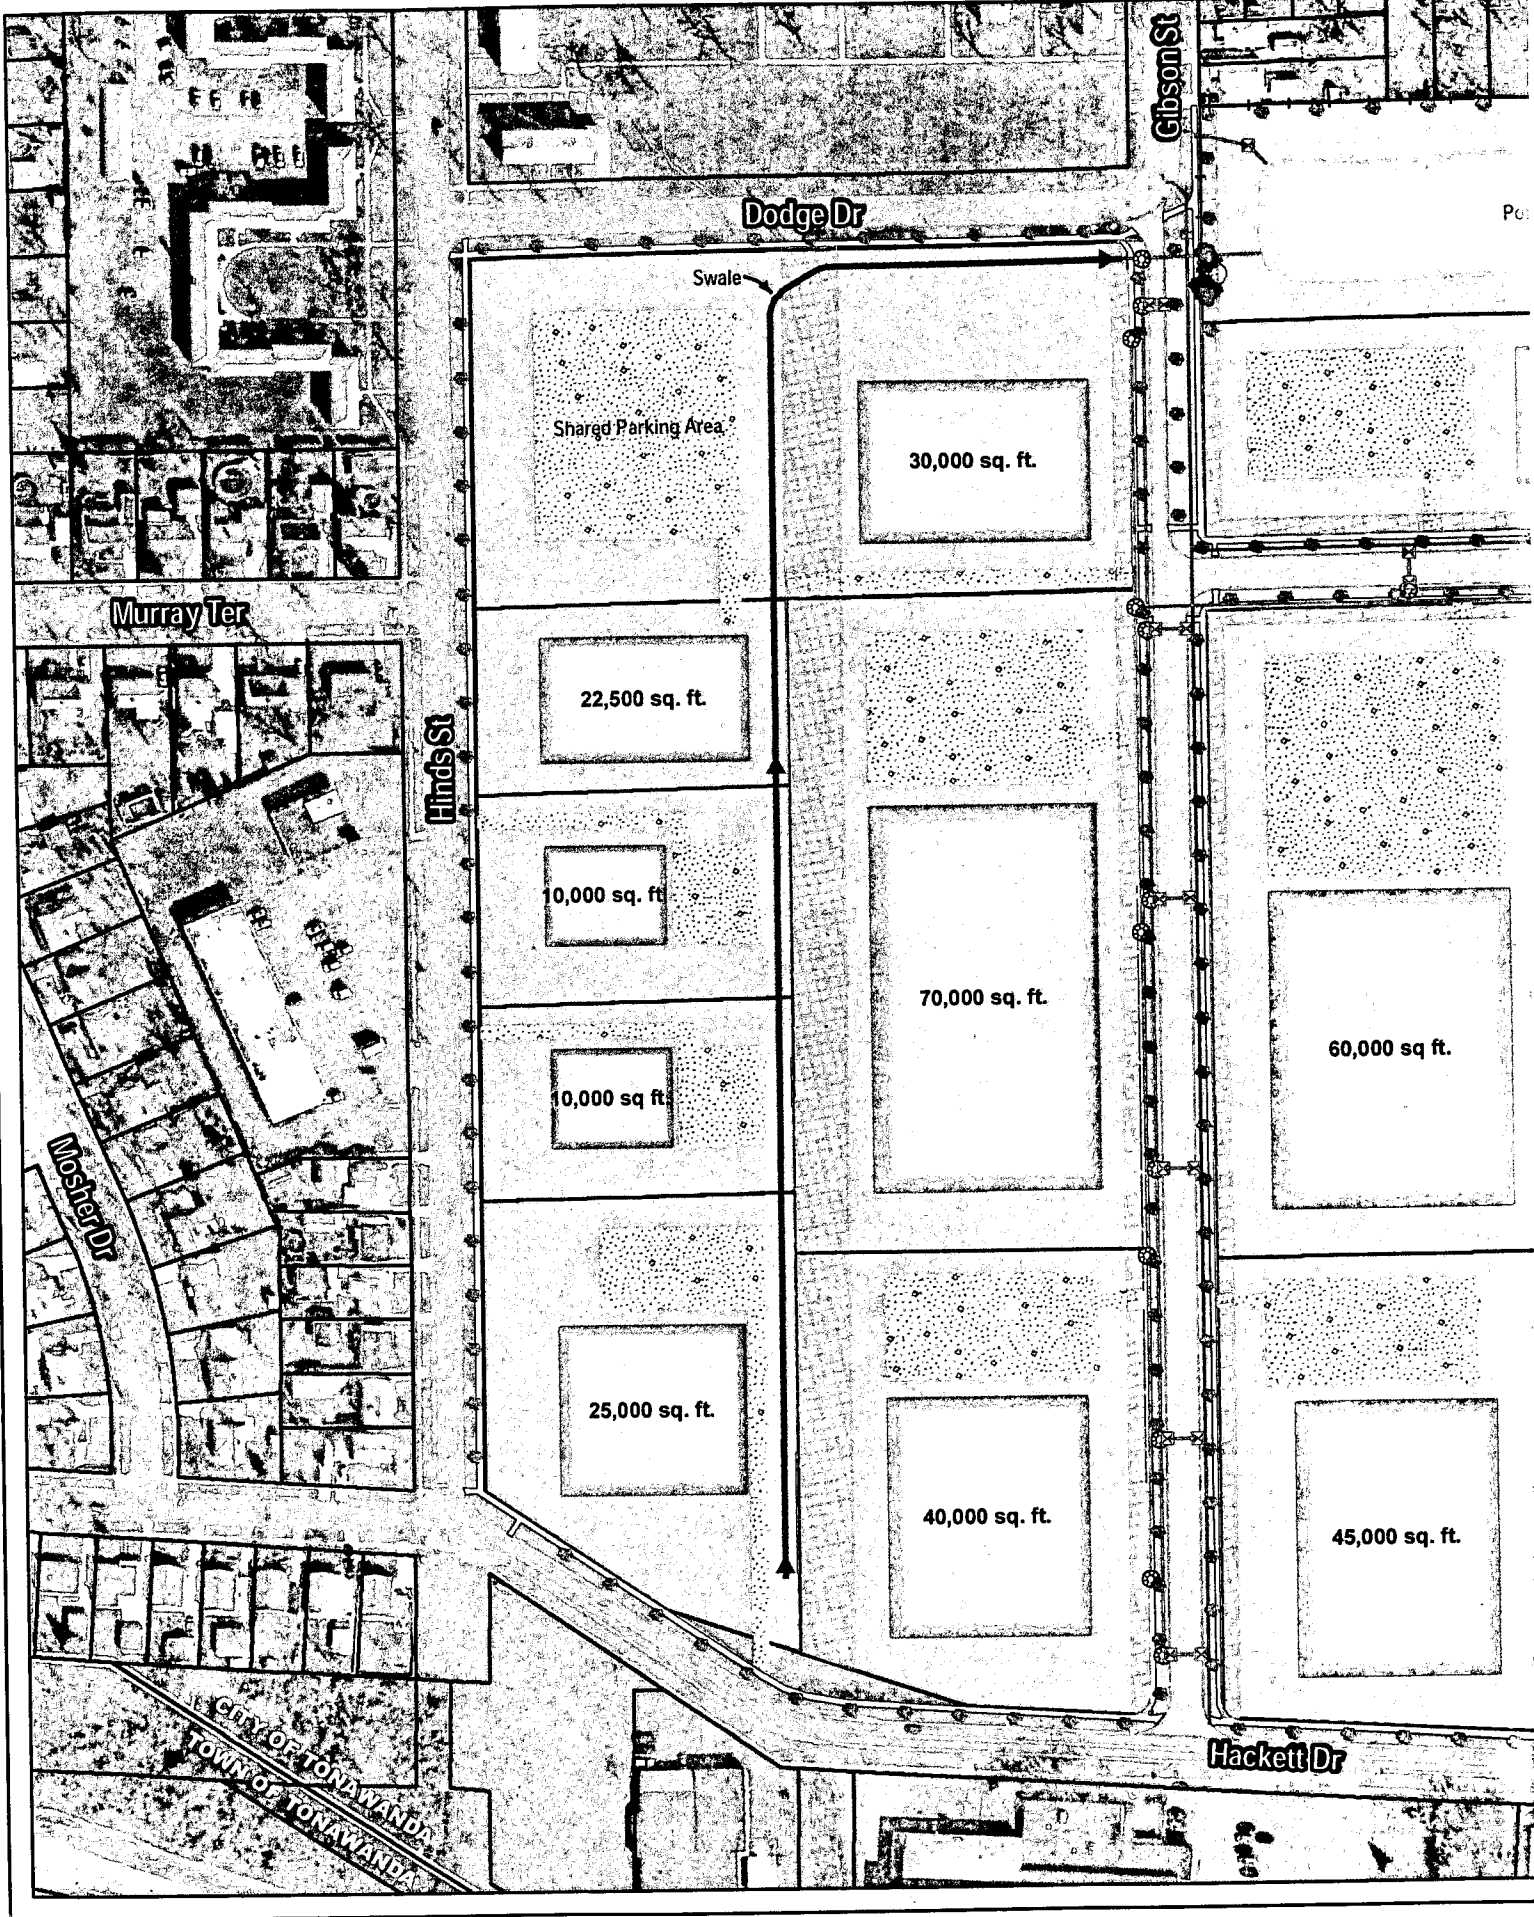 Gibson St
Dodge Dr
Po
Swale
Shared Parking Area
30,000 sq. ft.
Murray Ter
22,500 sq. ft.
Hinds St
10,000 sq. ft
70,000 sq. ft.
60,000 sq ft.
10,000 sq ft.
Mosher Dr
25,000 sq. ft.
40,000 sq. ft.
45,000 sq. ft.
CITY OF TONAWANDA
TOWN OF TONAWANDA
Hackett Dr